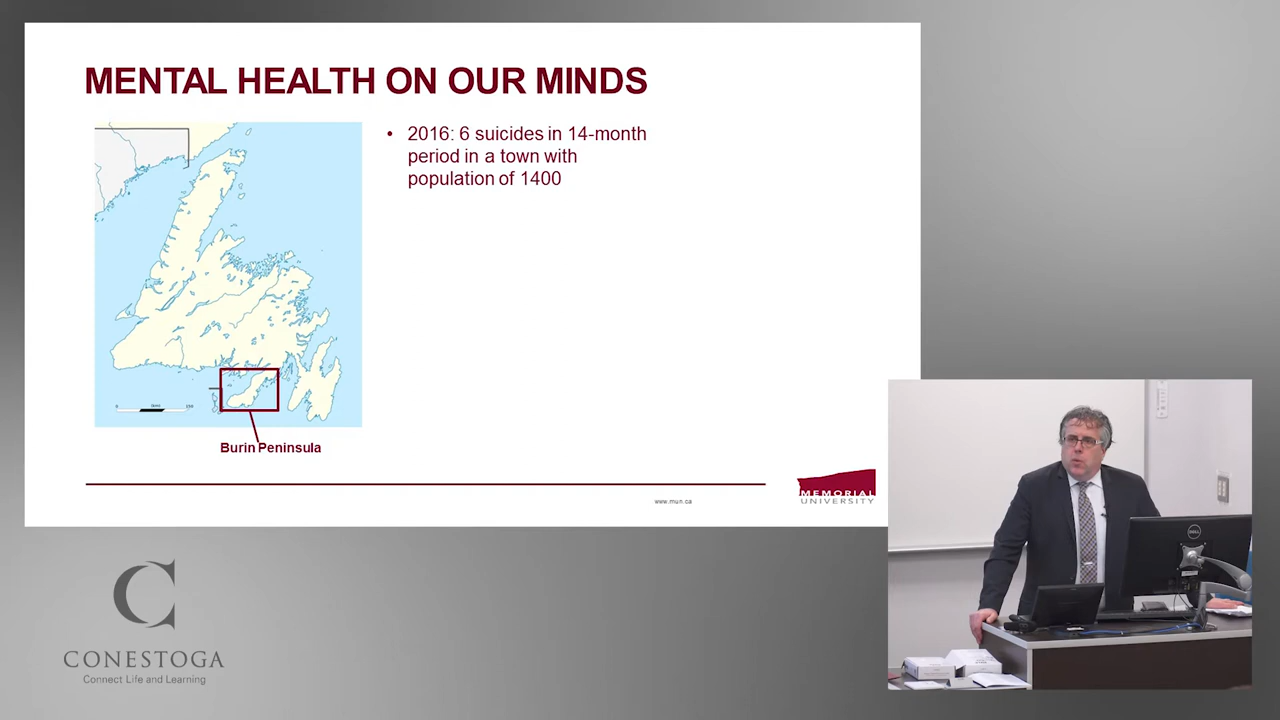 MENTAL HEALTH ON OUR MINDS
• 2016: 6 suicides in 14-month
period in a town with
population of 1400
Burin Peninsula
www.mun.ca
MEMORIAL
UNIVERSITY
DELL
CONESTOGA
Connect Life and Learning